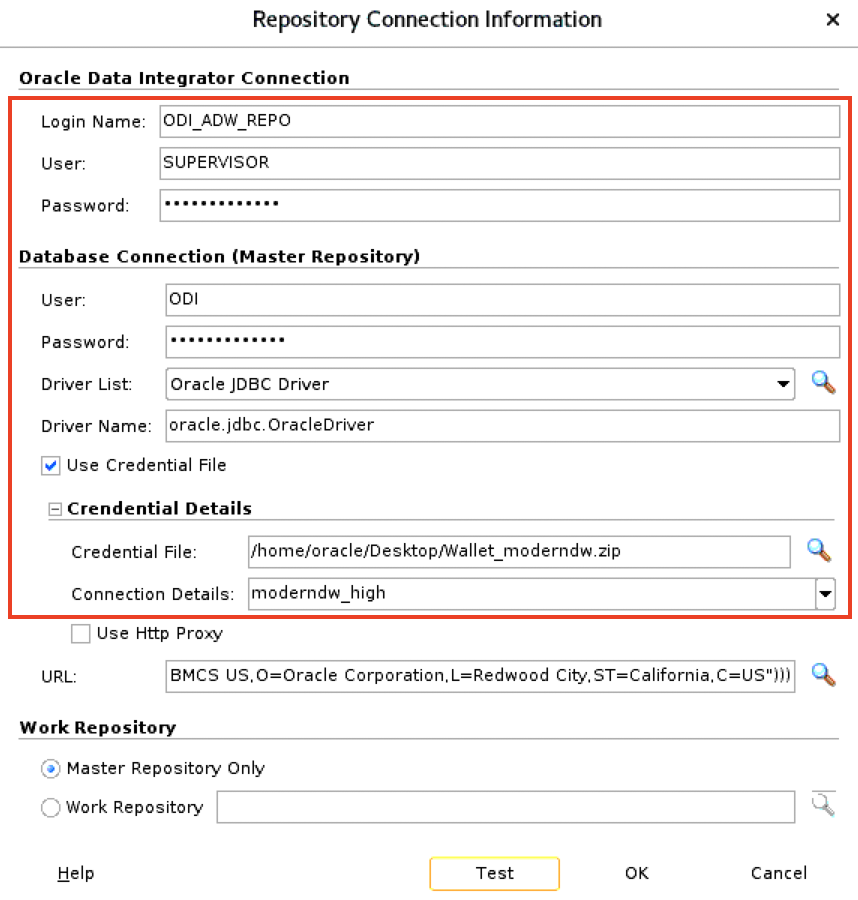 Repository Connection Information
Oracle Data Integrator Connection
Login Name: ODI_ADW_REPO
User: SUPERVISOR
Password: •••••••••••••
Database Connection (Master Repository)
User: ODI
Password: •••••••••••••
Driver List: Oracle JDBC Driver
Driver Name: oracle.jdbc.OracleDriver
Use Credential File
Crendential Details
Credential File: /home/oracle/Desktop/Wallet_moderndw.zip
Connection Details: moderndw_high
Use Http Proxy
URL: BMCS US,O=Oracle Corporation,L=Redwood City,ST=California,C=US")))
Work Repository
Master Repository Only
Work Repository
Help Test OK Cancel